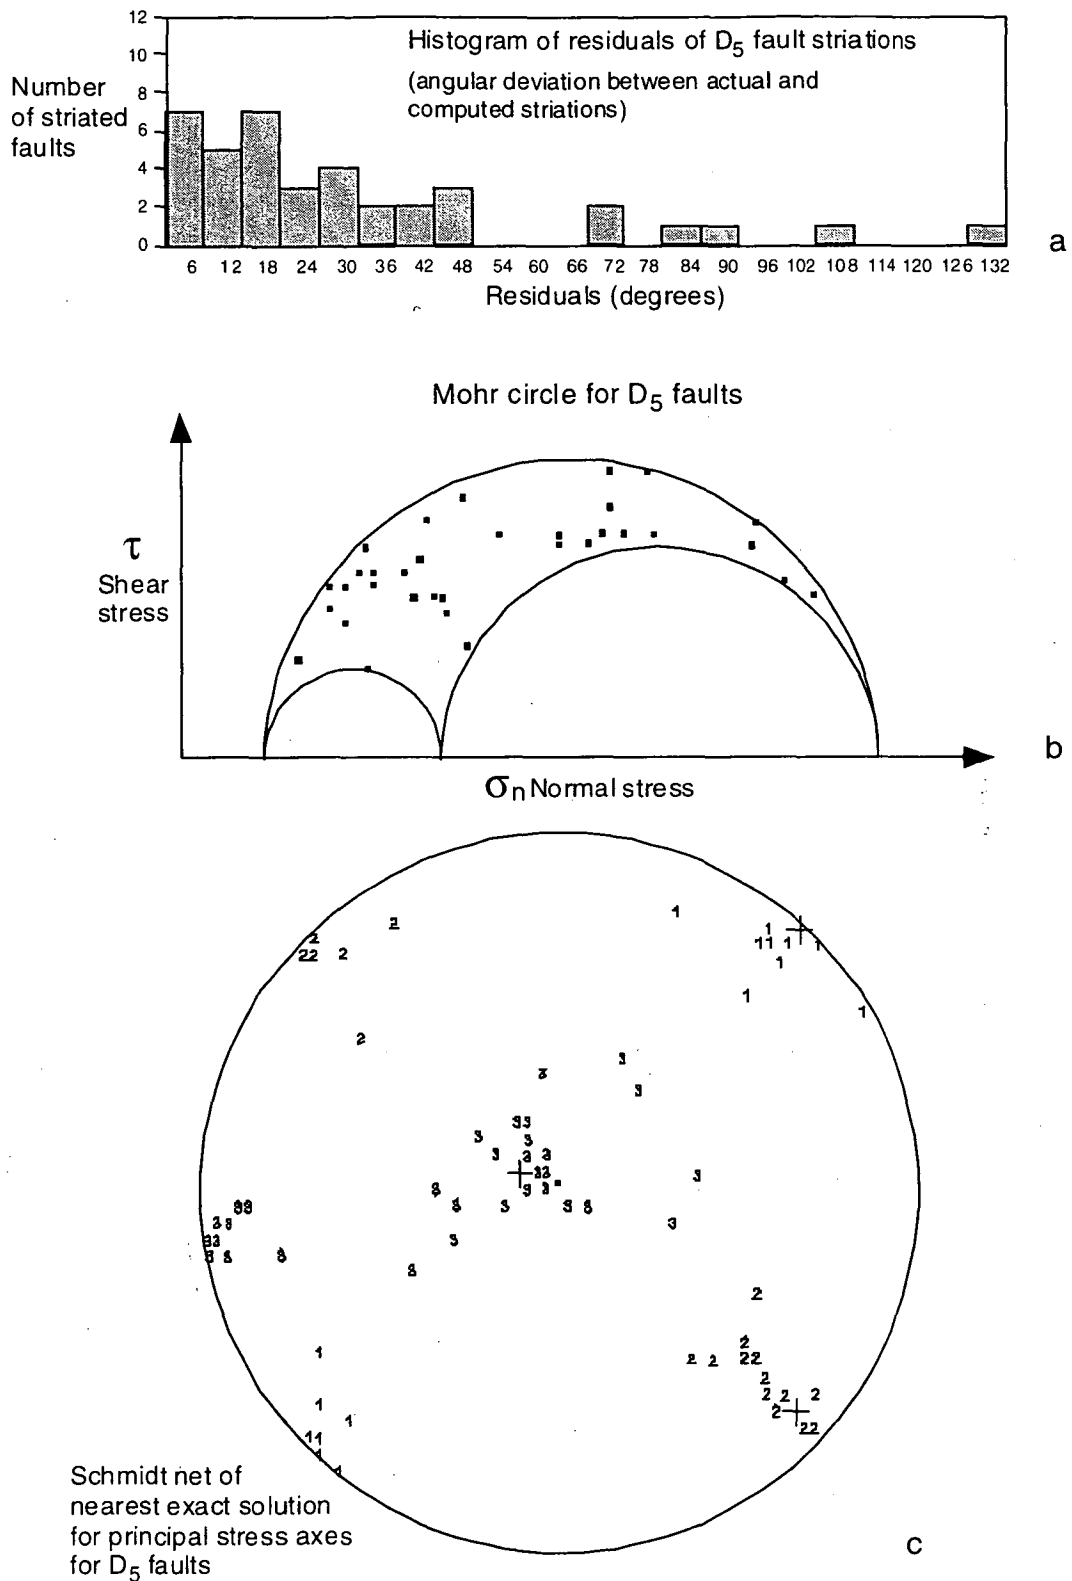 12
10
8
6
4
2
0
Number
of striated
faults
Histogram of residuals of D5 fault striations
(angular deviation between actual and
computed striations)
6 12 18 24 30 36 42 48 54 60 66 72 78 84 90 96 102 108 114 120 126 132
Residuals (degrees)
a
Mohr circle for D5 faults
τ
Shear
stress
σn Normal stress
b
Schmidt net of
nearest exact solution
for principal stress axes
for D5 faults
c